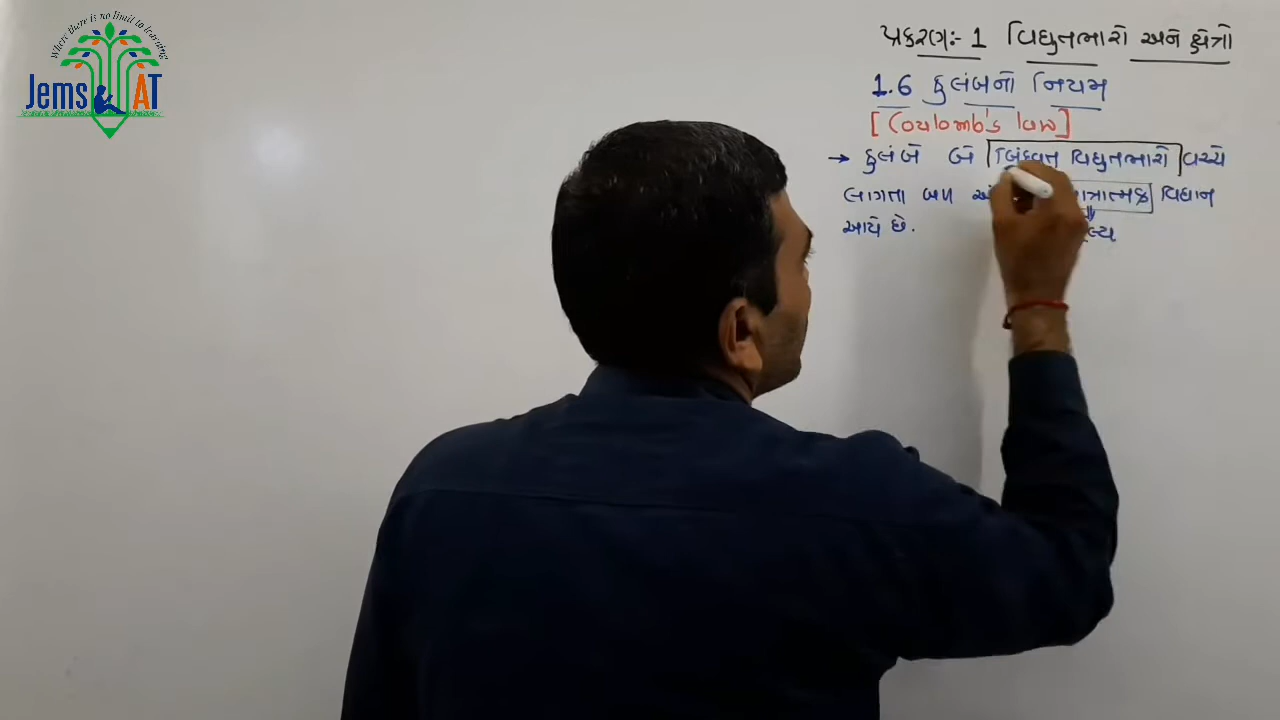 Where there is no limit to learning
Jems AT
પ્રકરણઃ- 1 વિદ્યુતભારો અને ક્ષેત્રો
1.6 કુલંબનો નિયમ
[Coulomb's law]
→ કુલંબે બે બિંદુવત્ વિદ્યુતભારો વચ્ચે
લાગતા બળ વિધાન
આપે છે.